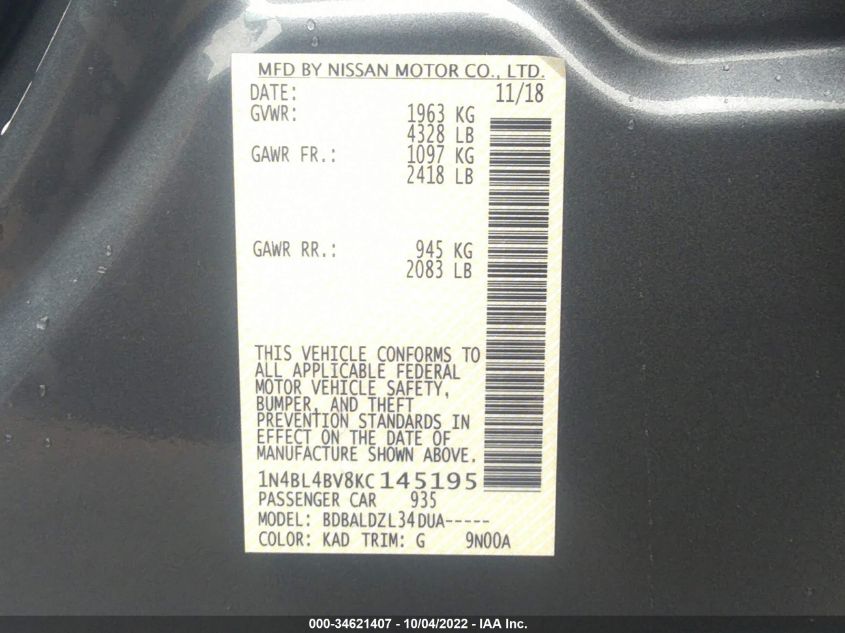 MFD BY NISSAN MOTOR CO., LTD.
DATE: 11/18
GVWR: 1963 KG
4328 LB
GAWR FR.: 1097 KG
2418 LB
GAWR RR.: 945 KG
2083 LB
THIS VEHICLE CONFORMS TO
ALL APPLICABLE FEDERAL
MOTOR VEHICLE SAFETY,
BUMPER, AND THEFT
PREVENTION STANDARDS IN
EFFECT ON THE DATE OF
MANUFACTURE SHOWN ABOVE.
1N4BL4BV8KC145195
PASSENGER CAR 935
MODEL: BDBALDZL34DUA-----
COLOR: KAD TRIM: G 9N00A
000-34621407 - 10/04/2022 - IAA Inc.